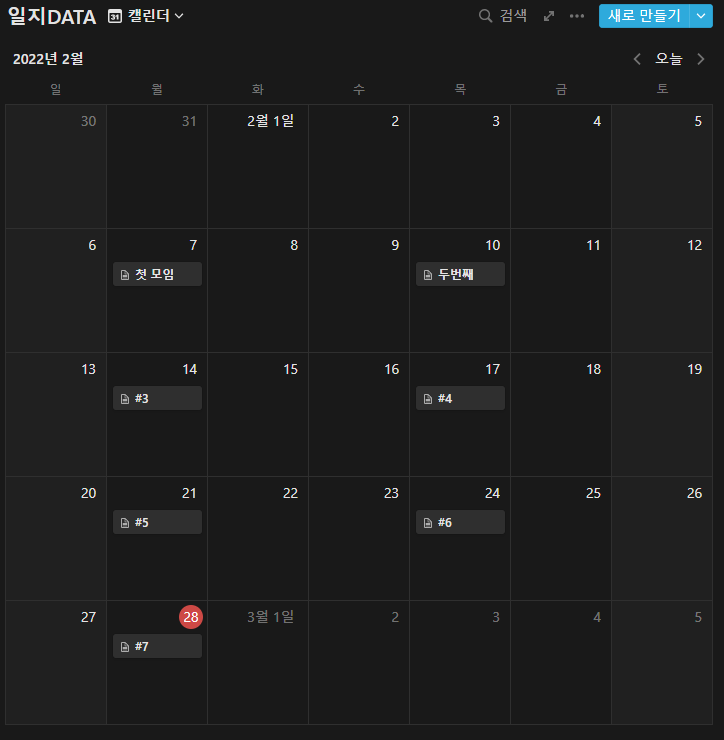 일지DATA 31 캘린더 검색 새로 만들기
2022년 2월 오늘
일 월 화 수 목 금 토
30 31 2월 1일 2 3 4 5
6 7 8 9 10 11 12
첫 모임 두번째
13 14 15 16 17 18 19
#3 #4
20 21 22 23 24 25 26
#5 #6
27 28 3월 1일 2 3 4 5
#7